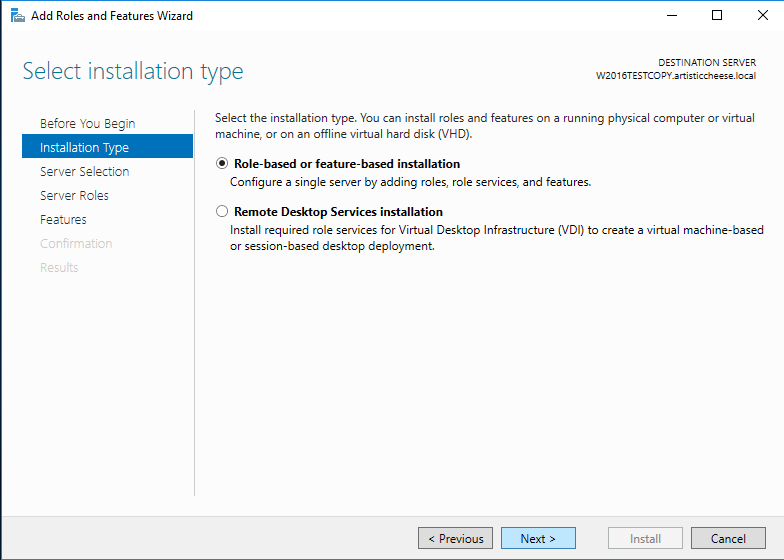 Add Roles and Features Wizard
Select installation type
DESTINATION SERVER
W2016TESTCOPY.artisticcheese.local
Before You Begin
Installation Type
Server Selection
Server Roles
Features
Confirmation
Results
Select the installation type. You can install roles and features on a running physical computer or virtual
machine, or on an offline virtual hard disk (VHD).
Role-based or feature-based installation
Configure a single server by adding roles, role services, and features.
Remote Desktop Services installation
Install required role services for Virtual Desktop Infrastructure (VDI) to create a virtual machine-based
or session-based desktop deployment.
< Previous
Next >
Install
Cancel